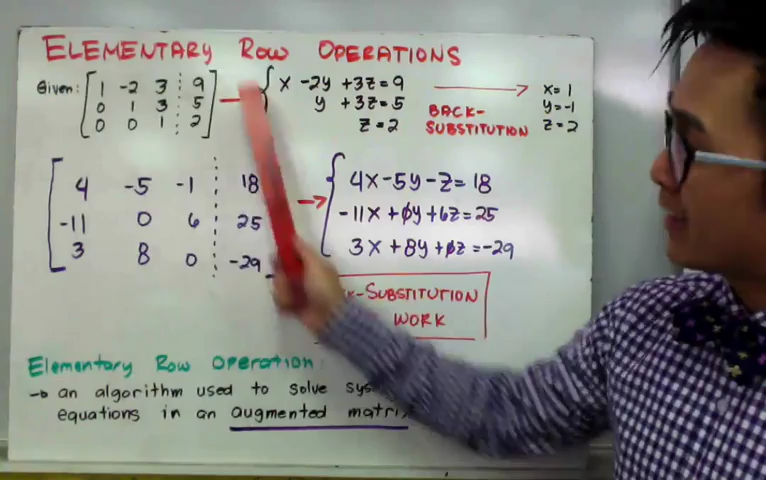 ELEMENTARY ROW OPERATIONS
Given: 1 -2 3 9 x -2y +3z=9 x=1
0 1 3 5 y +3z=5 BACK- y=-1
0 0 1 2 z=2 SUBSTITUTION z=2
4 -5 -1 18 4x-5y-z=18
-11 0 6 25 -11x+0y+6z=25
3 8 0 -29 3x+8y+0z=-29
-SUBSTITUTION
WORK
Elementary Row Operation
an algorithm used to solve
equations in an augmented